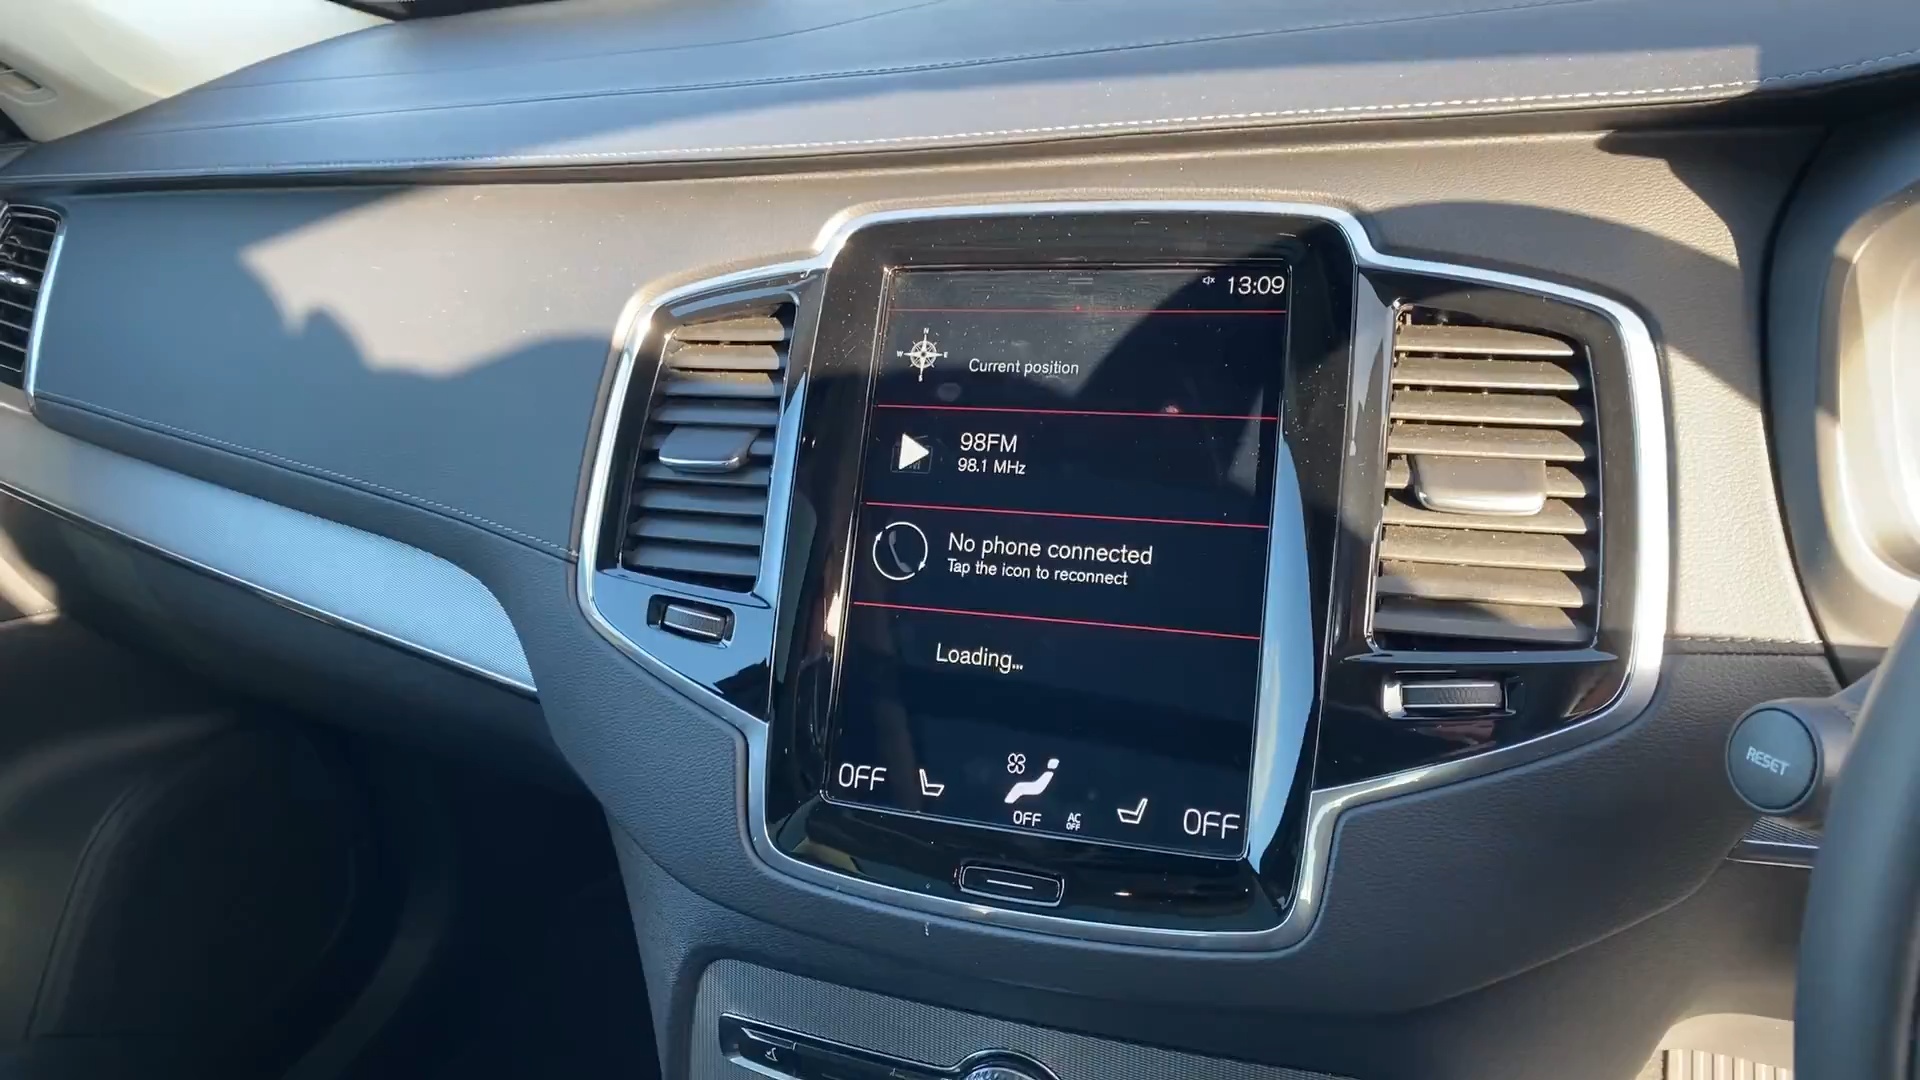 13:09
N
W E
S
Current position
98FM
98.1 MHz
No phone connected
Tap the icon to reconnect
Loading...
OFF
OFF
AC
OFF
OFF
RESET